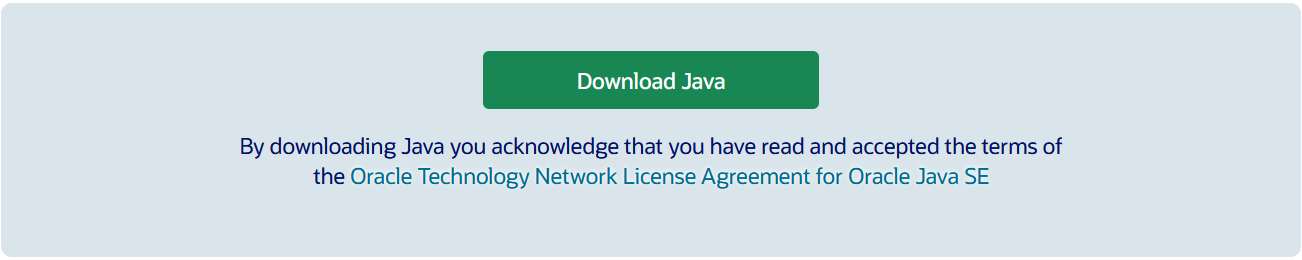 Download Java
By downloading Java you acknowledge that you have read and accepted the terms of
the Oracle Technology Network License Agreement for Oracle Java SE